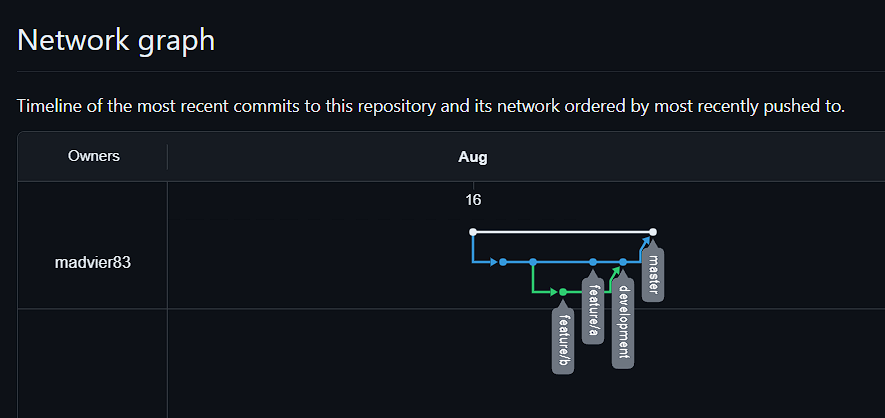 Network graph
Timeline of the most recent commits to this repository and its network ordered by most recently pushed to.
Owners
Aug
16
madvier83
master
development
feature/a
feature/b